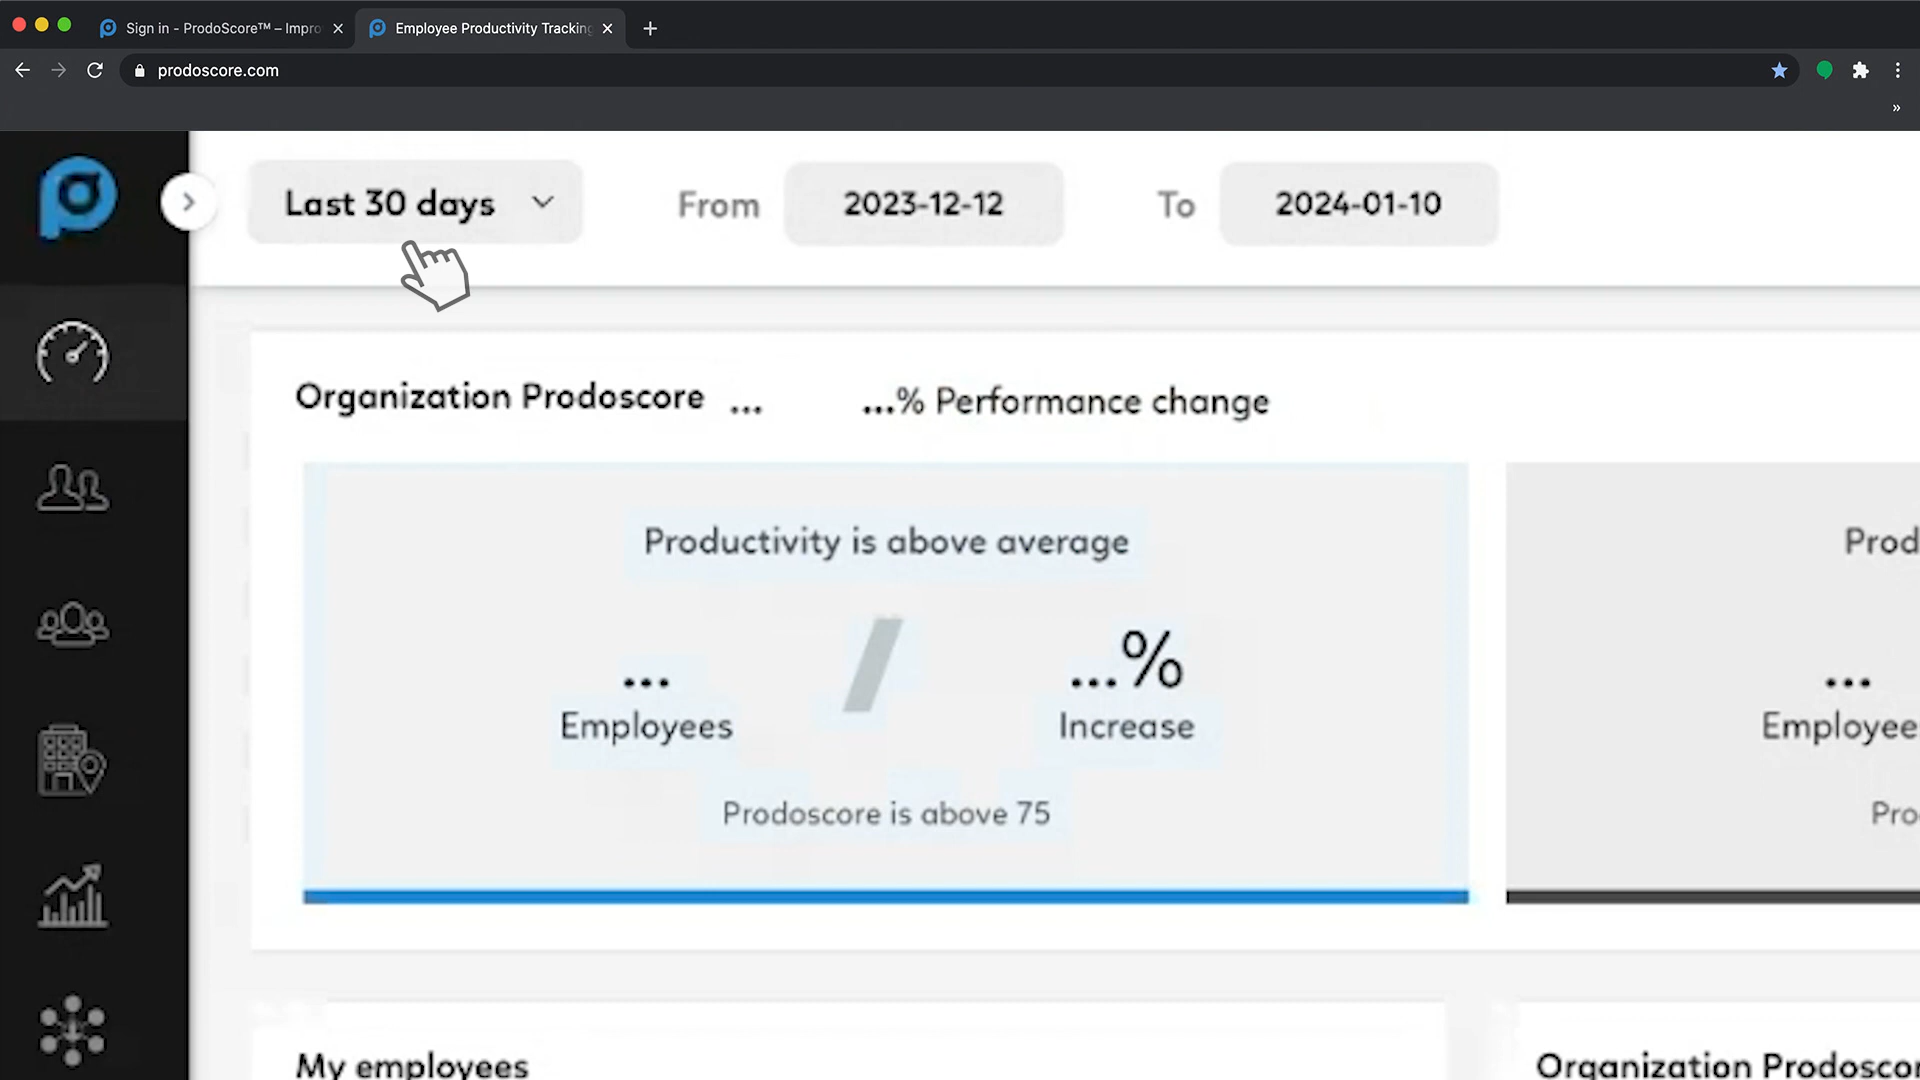 Sign in - ProdoScore™ – Impro
Employee Productivity Tracking
prodoscore.com
Last 30 days
From
2023-12-12
To
2024-01-10
Organization Prodoscore ...
...% Performance change
Productivity is above average
...
Employees
/
...%
Increase
Prodoscore is above 75
Prod
...
Employees
Pro
My employees
Organization Prodoscor